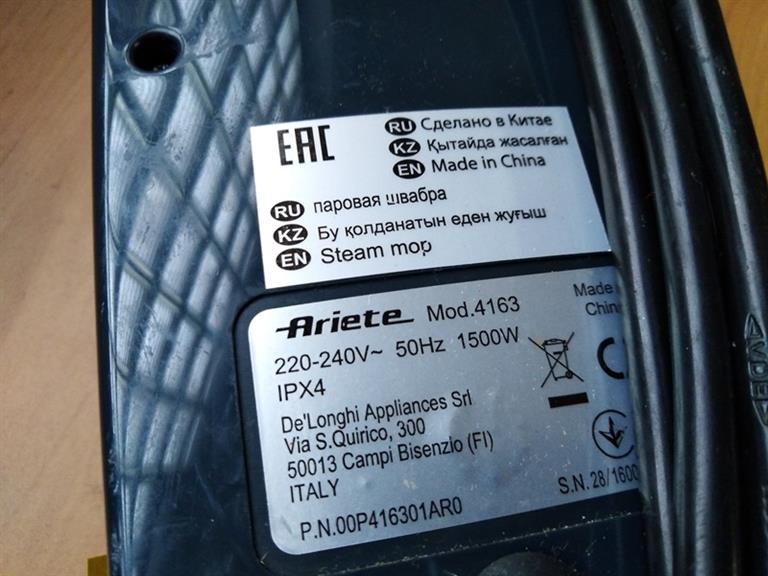 EAC
RU Сделано в Китае
KZ Қытайда жасалған
EN Made in China
RU паровая швабра
KZ Бу қолданатын еден жуғыш
EN Steam mop
Ariete Mod.4163
Made
China
220-240V~ 50Hz 1500W
IPX4
CE
De'Longhi Appliances Srl
Via S.Quirico, 300
50013 Campi Bisenzio (FI)
ITALY
S.N. 28/1600
P.N.00P416301AR0